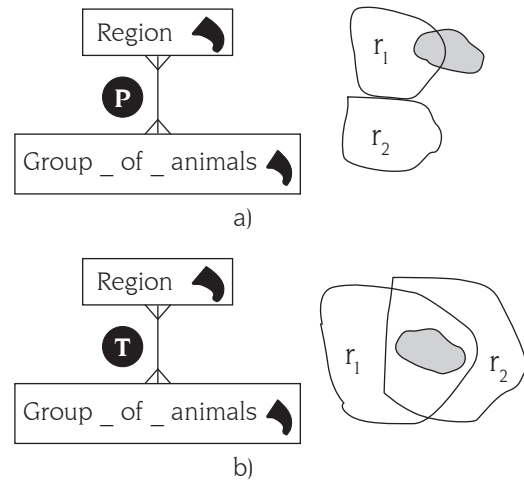 Region
P
Group _ of _ animals
r1
r2
a)
Region
T
Group _ of _ animals
r1
r2
b)